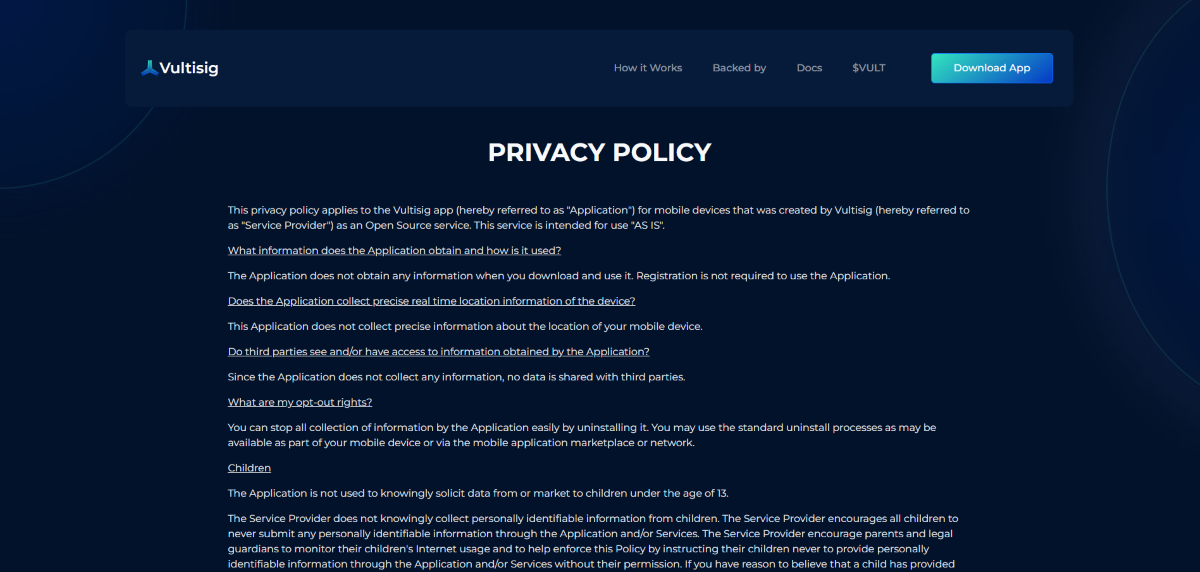 Vultisig
How it Works
Backed by
Docs
$VULT
Download App
PRIVACY POLICY
This privacy policy applies to the Vultisig app (hereby referred to as "Application") for mobile devices that was created by Vultisig (hereby referred to
as "Service Provider") as an Open Source service. This service is intended for use "AS IS".
What information does the Application obtain and how is it used?
The Application does not obtain any information when you download and use it. Registration is not required to use the Application.
Does the Application collect precise real time location information of the device?
This Application does not collect precise information about the location of your mobile device.
Do third parties see and/or have access to information obtained by the Application?
Since the Application does not collect any information, no data is shared with third parties.
What are my opt-out rights?
You can stop all collection of information by the Application easily by uninstalling it. You may use the standard uninstall processes as may be
available as part of your mobile device or via the mobile application marketplace or network.
Children
The Application is not used to knowingly solicit data from or market to children under the age of 13.
The Service Provider does not knowingly collect personally identifiable information from children. The Service Provider encourages all children to
never submit any personally identifiable information through the Application and/or Services. The Service Provider encourage parents and legal
guardians to monitor their children's Internet usage and to help enforce this Policy by instructing their children never to provide personally
identifiable information through the Application and/or Services without their permission. If you have reason to believe that a child has provided